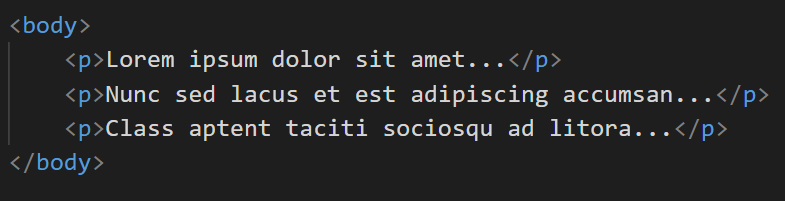 <body>
<p>Lorem ipsum dolor sit amet...</p>
<p>Nunc sed lacus et est adipiscing accumsan...</p>
<p>Class aptent taciti sociosqu ad litora...</p>
</body>